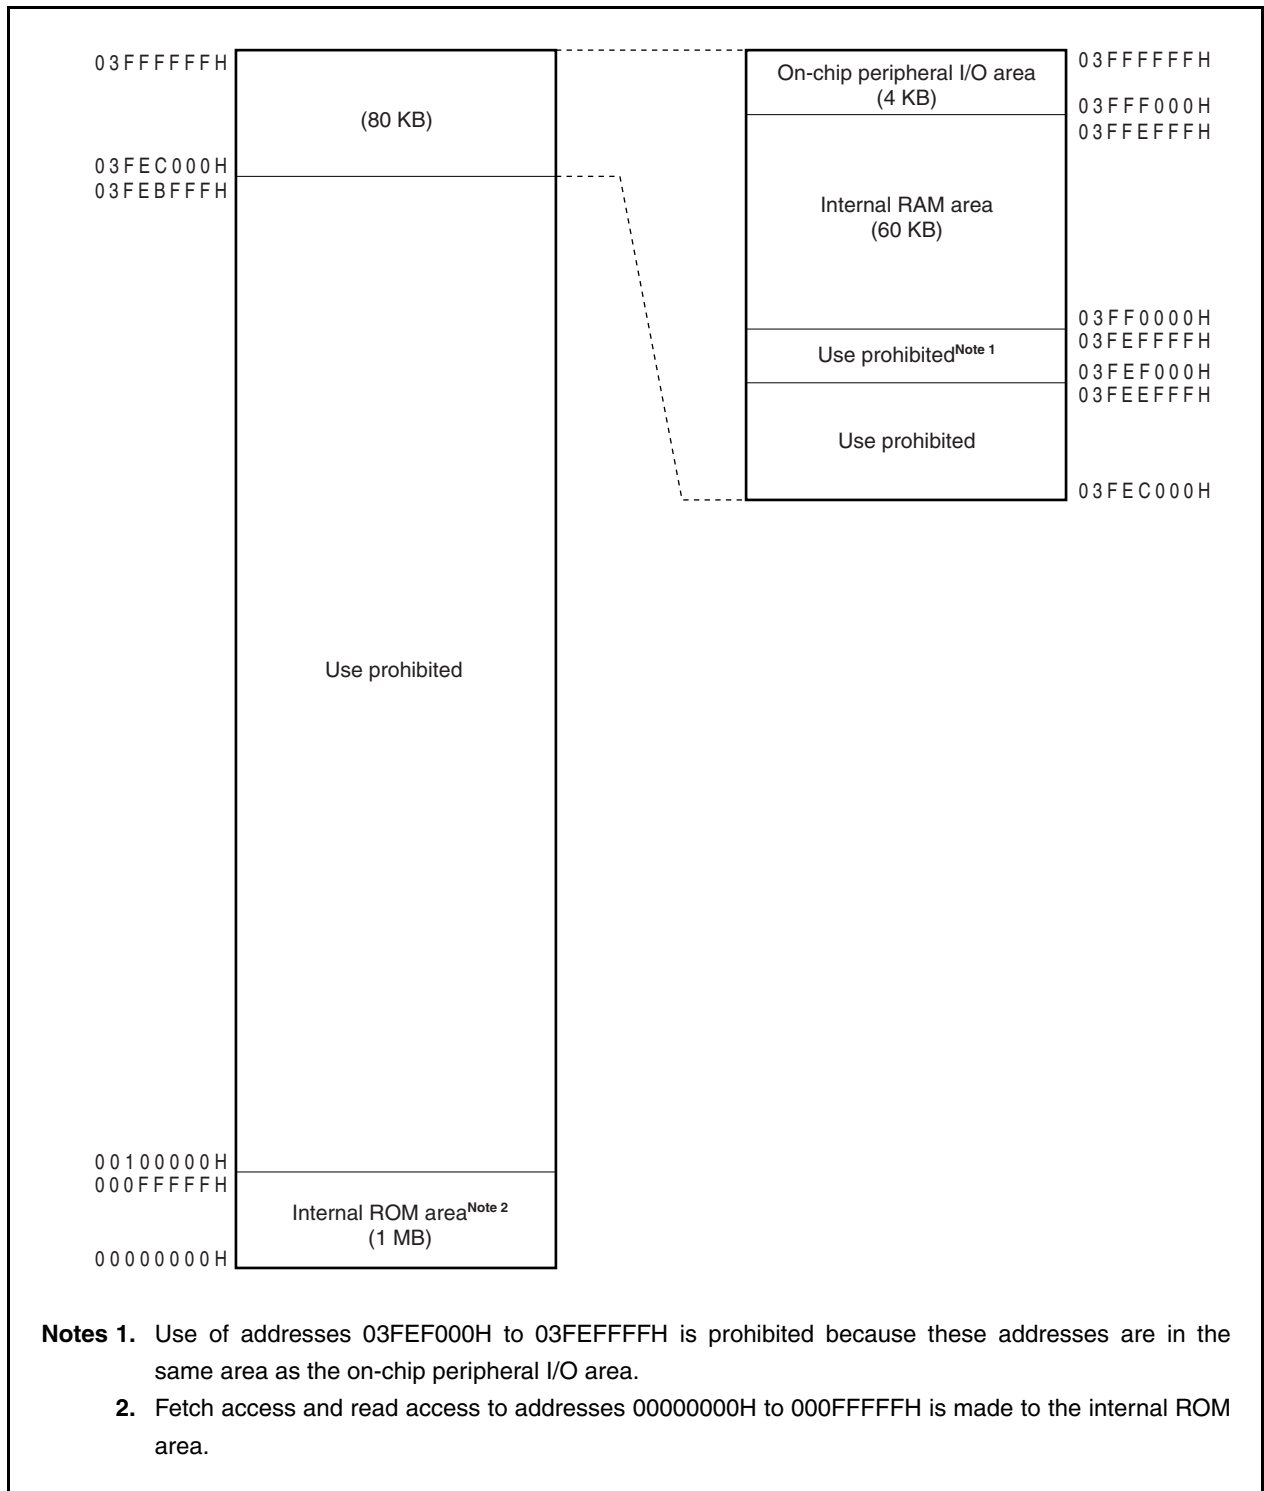 03FFFFFFH
(80 KB)
03FEC000H
03FEBFFFH
Use prohibited
00100000H
000FFFFFH
Internal ROM areaNote 2
(1 MB)
00000000H
On-chip peripheral I/O area
(4 KB)
03FFFFFFH
03FFF000H
03FFEFFFH
Internal RAM area
(60 KB)
03FF0000H
03FEFFFFH
Use prohibitedNote 1
03FEF000H
03FEEFFFH
Use prohibited
03FEC000H
Notes 1. Use of addresses 03FEF000H to 03FEFFFFH is prohibited because these addresses are in the
same area as the on-chip peripheral I/O area.
2. Fetch access and read access to addresses 00000000H to 000FFFFFH is made to the internal ROM
area.